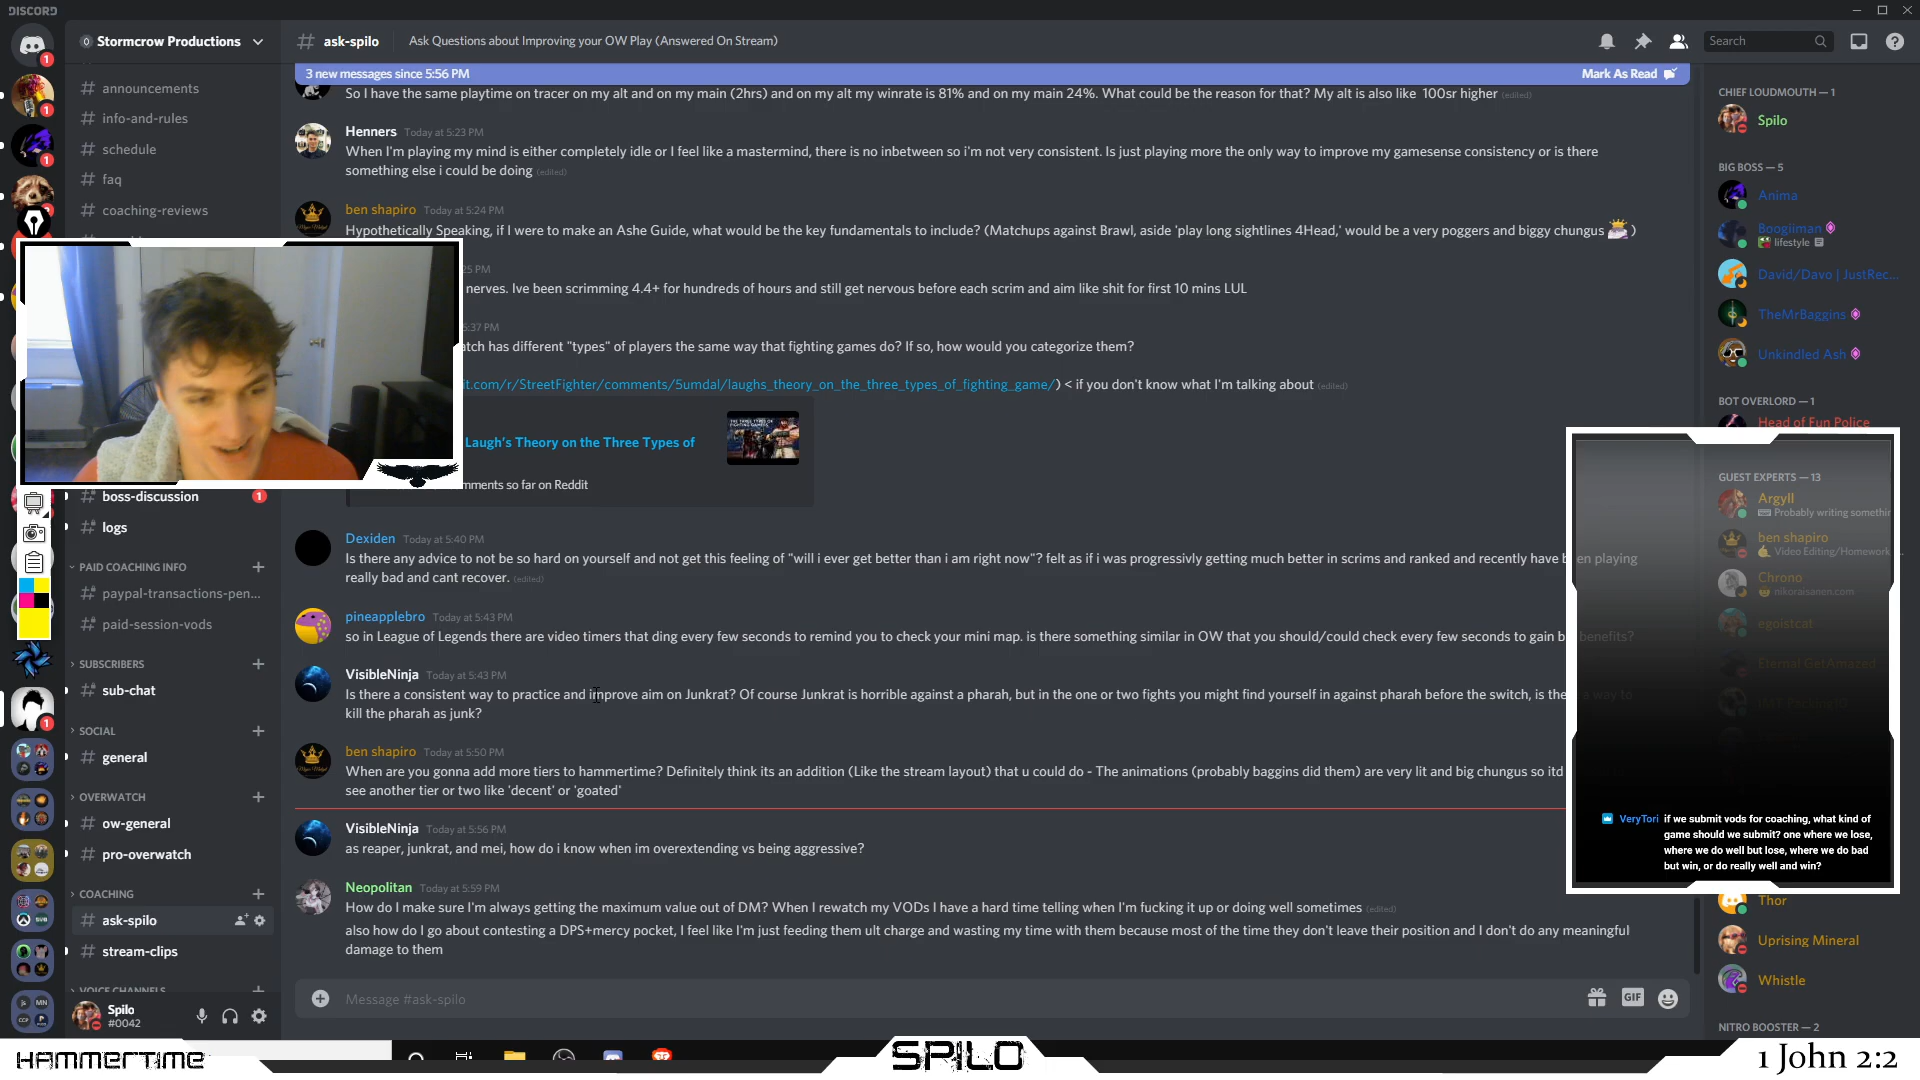 DISCORD
Stormcrow Productions
# ask-spilo
Ask Questions about Improving your OW Play (Answered On Stream)
Search
3 new messages since 5:56 PM
Mark As Read
# announcements
# info-and-rules
# schedule
# faq
# coaching-reviews
# boss-discussion
1
# logs
PAID COACHING INFO
# paypal-transactions-pen...
# paid-session-vods
SUBSCRIBERS
# sub-chat
SOCIAL
# general
OVERWATCH
# ow-general
# pro-overwatch
COACHING
# ask-spilo
# stream-clips
VOICE CHANNELS
Spilo
#0042
So I have the same playtime on tracer on my alt and on my main (2hrs) and on my alt my winrate is 81% and on my main 24%. What could be the reason for that? My alt is also like 100sr higher (edited)
Henners Today at 5:23 PM
When I'm playing my mind is either completely idle or I feel like a mastermind, there is no inbetween so i'm not very consistent. Is just playing more the only way to improve my gamesense consistency or is there
something else i could be doing (edited)
ben shapiro Today at 5:24 PM
Hypothetically Speaking, if I were to make an Ashe Guide, what would be the key fundamentals to include? (Matchups against Brawl, aside 'play long sightlines 4Head,' would be a very poggers and biggy chungus )
25 PM
nerves. Ive been scrimming 4.4+ for hundreds of hours and still get nervous before each scrim and aim like shit for first 10 mins LUL
5:37 PM
atch has different "types" of players the same way that fighting games do? If so, how would you categorize them?
it.com/r/StreetFighter/comments/5umdal/laughs_theory_on_the_three_types_of_fighting_game/) < if you don't know what I'm talking about (edited)
Laugh's Theory on the Three Types of
mments so far on Reddit
Dexiden Today at 5:40 PM
Is there any advice to not be so hard on yourself and not get this feeling of "will i ever get better than i am right now"? felt as if i was progressivly getting much better in scrims and ranked and recently have been playing
really bad and cant recover. (edited)
pineapplebro Today at 5:43 PM
so in League of Legends there are video timers that ding every few seconds to remind you to check your mini map. is there something similar in OW that you should/could check every few seconds to gain b benefits?
VisibleNinja Today at 5:43 PM
Is there a consistent way to practice and improve aim on Junkrat? Of course Junkrat is horrible against a pharah, but in the one or two fights you might find yourself in against pharah before the switch, is the a way to
kill the pharah as junk?
ben shapiro Today at 5:50 PM
When are you gonna add more tiers to hammertime? Definitely think its an addition (Like the stream layout) that u could do - The animations (probably baggins did them) are very lit and big chungus so itd
see another tier or two like 'decent' or 'goated'
VisibleNinja Today at 5:56 PM
as reaper, junkrat, and mei, how do i know when im overextending vs being aggressive?
Neopolitan Today at 5:59 PM
How do I make sure I'm always getting the maximum value out of DM? When I rewatch my VODs I have a hard time telling when I'm fucking it up or doing well sometimes (edited)
also how do I go about contesting a DPS+mercy pocket, I feel like I'm just feeding them ult charge and wasting my time with them because most of the time they don't leave their position and I don't do any meaningful
damage to them
Message #ask-spilo
GIF
CHIEF LOUDMOUTH — 1
Spilo
BIG BOSS — 5
Anima
Boogiiman
lifestyle
David/Davo | JustRec...
TheMrBaggins
Unkindled Ash
BOT OVERLORD — 1
Head of Fun Police
GUEST EXPERTS — 13
Argyll
Probably writing somethin
ben shapiro
Video Editing/Homework
Chrono
nikoraisanen.com
egoistcat
Eternal GetAmazed
VeryTori if we submit vods for coaching, what kind of
game should we submit? one where we lose,
where we do well but lose, where we do bad
but win, or do really well and win?
Thor
Uprising Mineral
Whistle
NITRO BOOSTER — 2
HAMMERTIME
SPILO
1 John 2:2